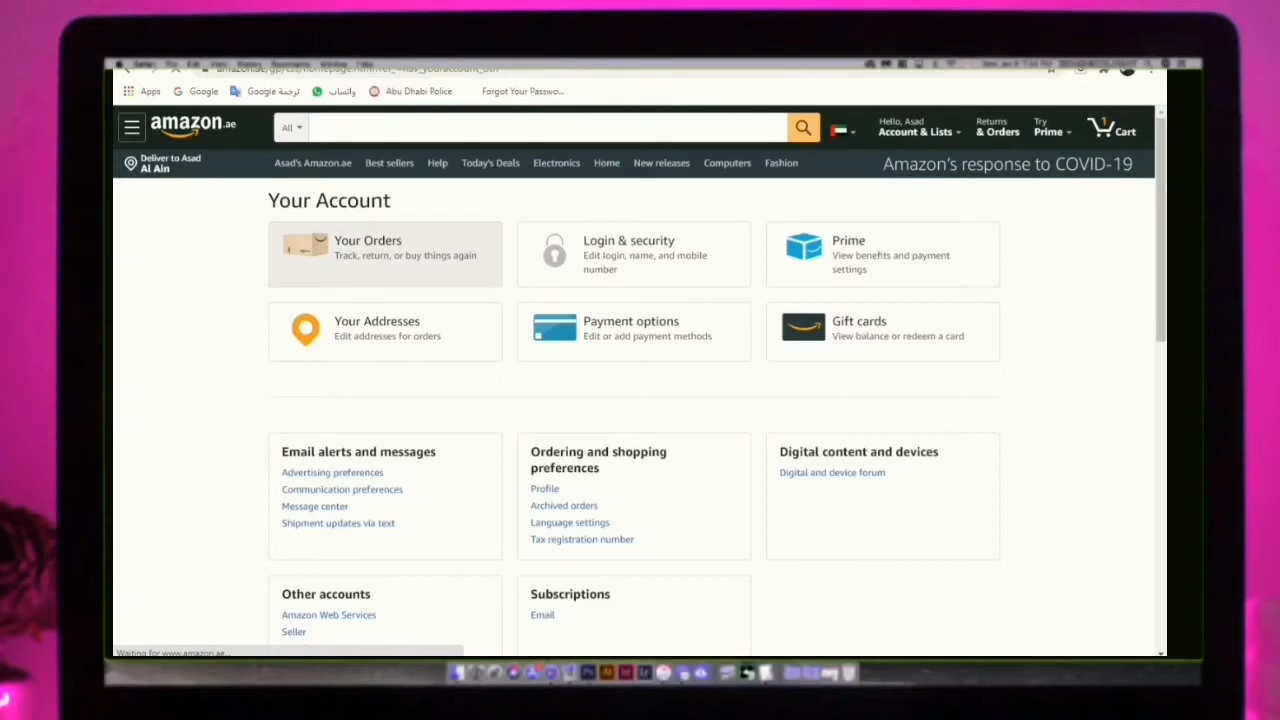 Apps
Google
ترجمة Google
واتساب
Abu Dhabi Police
Forgot Your Passwo...
amazon.ae
All
Hello, Asad
Account & Lists
Returns
& Orders
Try
Prime
1
Cart
Deliver to Asad
Al Ain
Asad's Amazon.ae
Best sellers
Help
Today's Deals
Electronics
Home
New releases
Computers
Fashion
Amazon's response to COVID-19
Your Account
Your Orders
Track, return, or buy things again
Login & security
Edit login, name, and mobile
number
Prime
View benefits and payment
settings
Your Addresses
Edit addresses for orders
Payment options
Edit or add payment methods
Gift cards
View balance or redeem a card
Email alerts and messages
Advertising preferences
Communication preferences
Message center
Shipment updates via text
Ordering and shopping
preferences
Profile
Archived orders
Language settings
Tax registration number
Digital content and devices
Digital and device forum
Other accounts
Amazon Web Services
Seller
Subscriptions
Email
Waiting for www.amazon.ae...